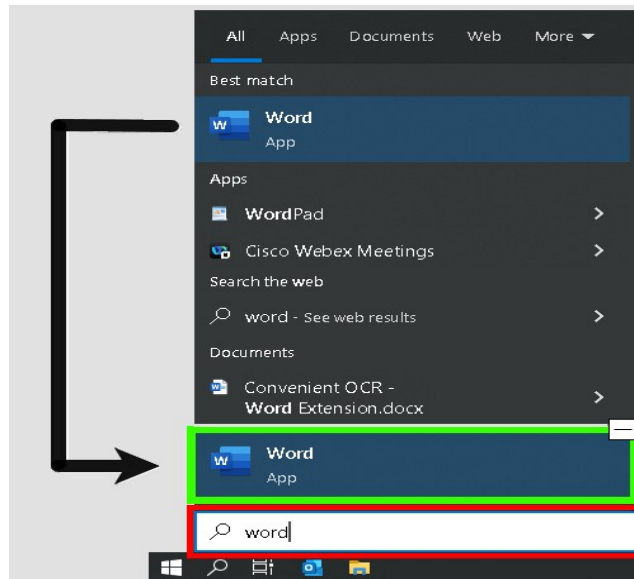 All Apps Documents Web More
Best match
Word
App
Apps
WordPad
Cisco Webex Meetings
Search the web
word - See web results
Documents
Convenient OCR -
Word Extension.docx
Word
App
word